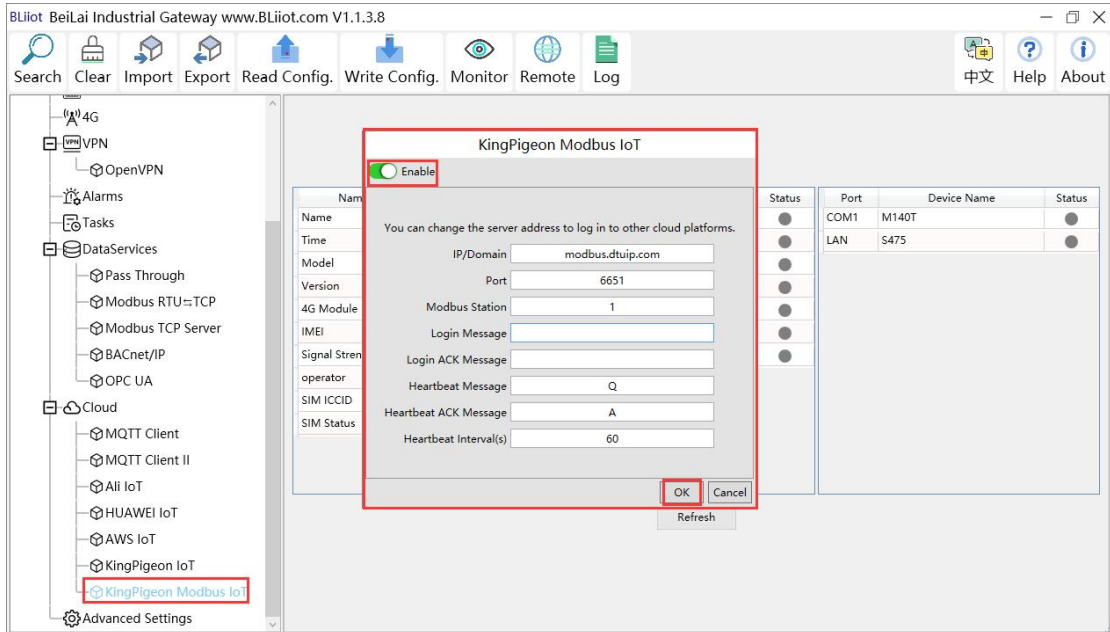 BLiiot BeiLai Industrial Gateway www.BLiiot.com V1.1.3.8
Search Clear Import Export Read Config. Write Config. Monitor Remote Log 中文 Help About
4G
VPN VPN
OpenVPN
Alarms
Tasks
DataServices
Pass Through
Modbus RTU⇆TCP
Modbus TCP Server
BACnet/IP
OPC UA
Cloud
MQTT Client
MQTT Client II
Ali IoT
HUAWEI IoT
AWS IoT
KingPigeon IoT
KingPigeon Modbus IoT
Advanced Settings
Nam
Name
Time
Model
Version
4G Module
IMEI
Signal Stren
operator
SIM ICCID
SIM Status
KingPigeon Modbus IoT
Enable
You can change the server address to log in to other cloud platforms.
IP/Domain modbus.dtuip.com
Port 6651
Modbus Station 1
Login Message
Login ACK Message
Heartbeat Message Q
Heartbeat ACK Message A
Heartbeat Interval(s) 60
OK Cancel
Refresh
Status
Port Device Name Status
COM1 M140T
LAN S475